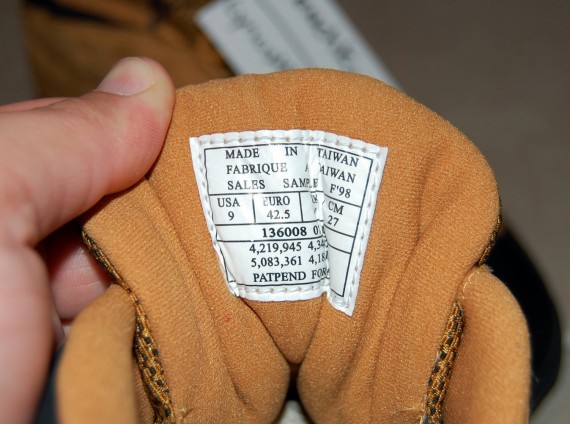 MADE IN TAIWAN
FABRIQUE A TAIWAN
SALES SAMPLE F'98
USA EURO CM
9 42.5 27
136008
4,219,945
5,083,361
PATPEND